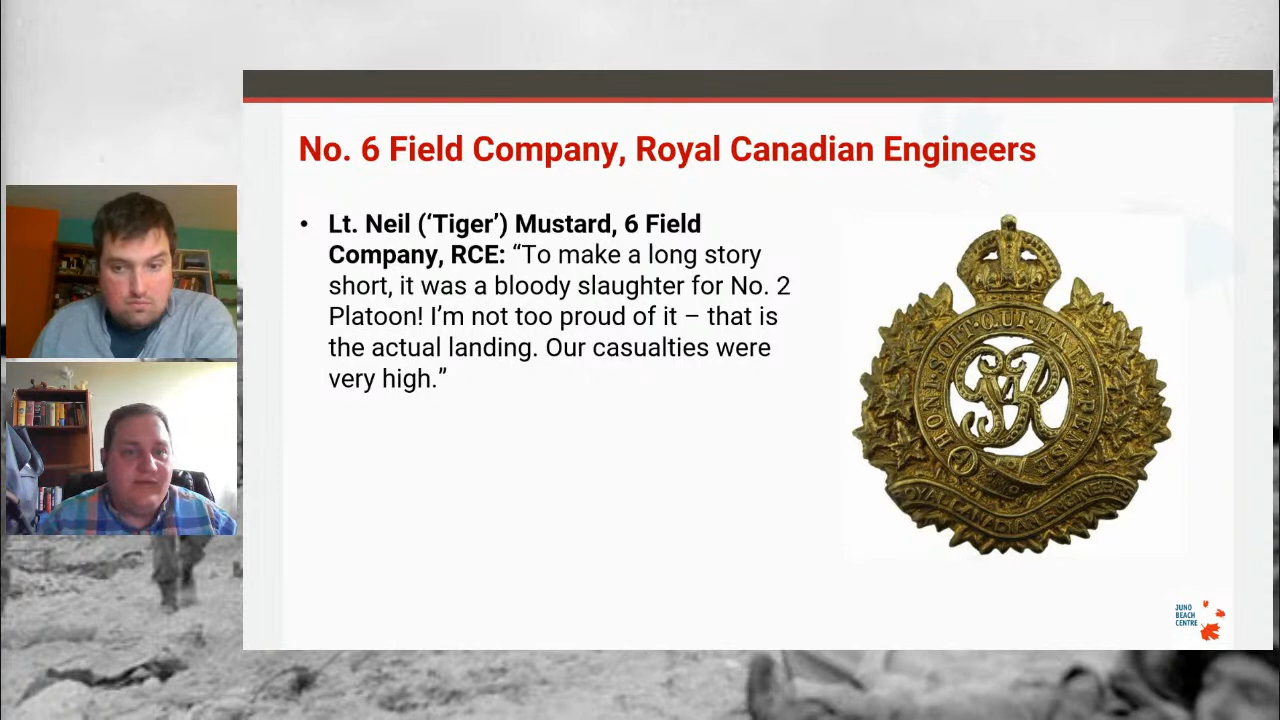 No. 6 Field Company, Royal Canadian Engineers
• Lt. Neil (‘Tiger’) Mustard, 6 Field
Company, RCE: “To make a long story
short, it was a bloody slaughter for No. 2
Platoon! I’m not too proud of it – that is
the actual landing. Our casualties were
very high.”
HONI·SOIT·QUI·MAL·Y·PENSE
GVIR
ROYAL CANADIAN ENGINEERS
JUNO
BEACH
CENTRE